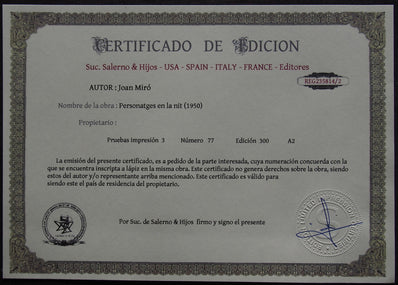 CERTIFICADO DE EDICION
Suc. Salerno & Hijos - USA - SPAIN - ITALY - FRANCE - Editores
REG235814/2
AUTOR : Joan Miró
Nombre de la obra : Personatges en la nit (1950)
Propietario :
Pruebas impresión 3 Número 77 Edición 300 A2
La emisión del presente certificado, es a pedido de la parte interesada, cuya numeración concuerda con la
que se encuentra inscripta a lápiz en la misma obra. Este certificado no genera derechos sobre la obra, siendo
estos del autor y/o representante arriba mencionado. Este certificado es válido para
siendo este el país de residencia del propietario.
Por Suc. de Salerno & Hijos firmo y signo el presente